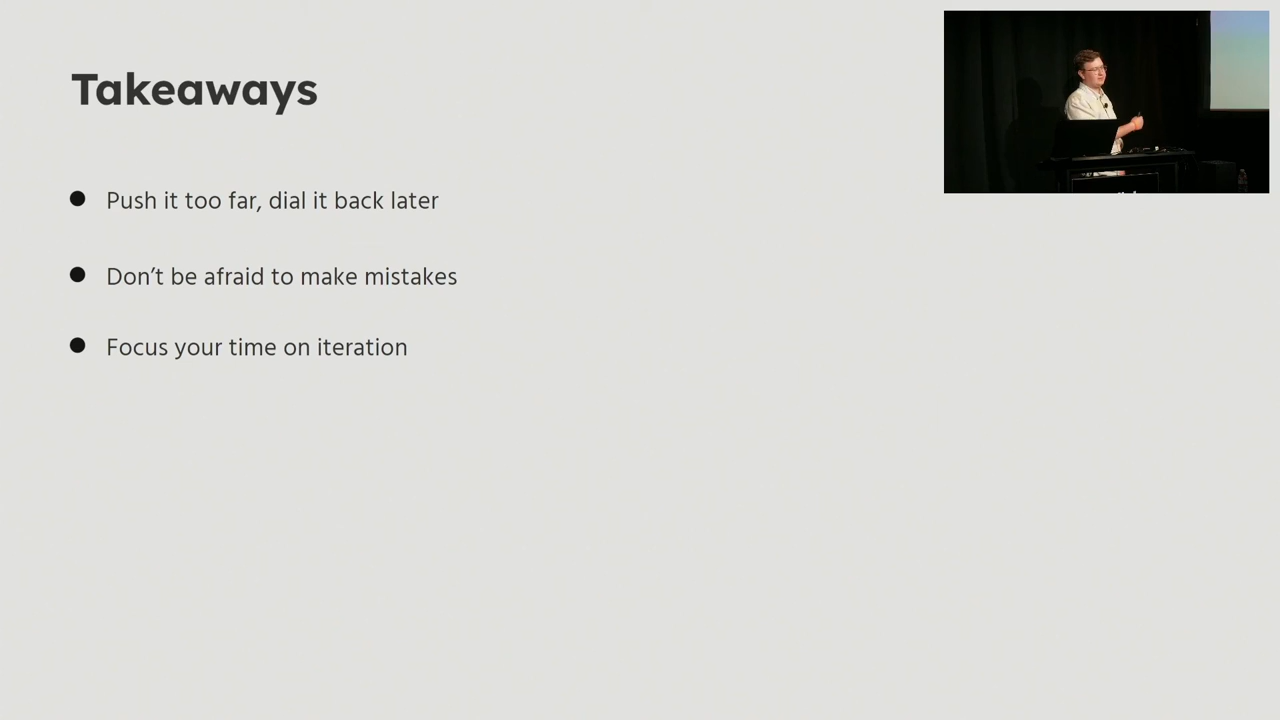 Takeaways
Push it too far, dial it back later
Don’t be afraid to make mistakes
Focus your time on iteration